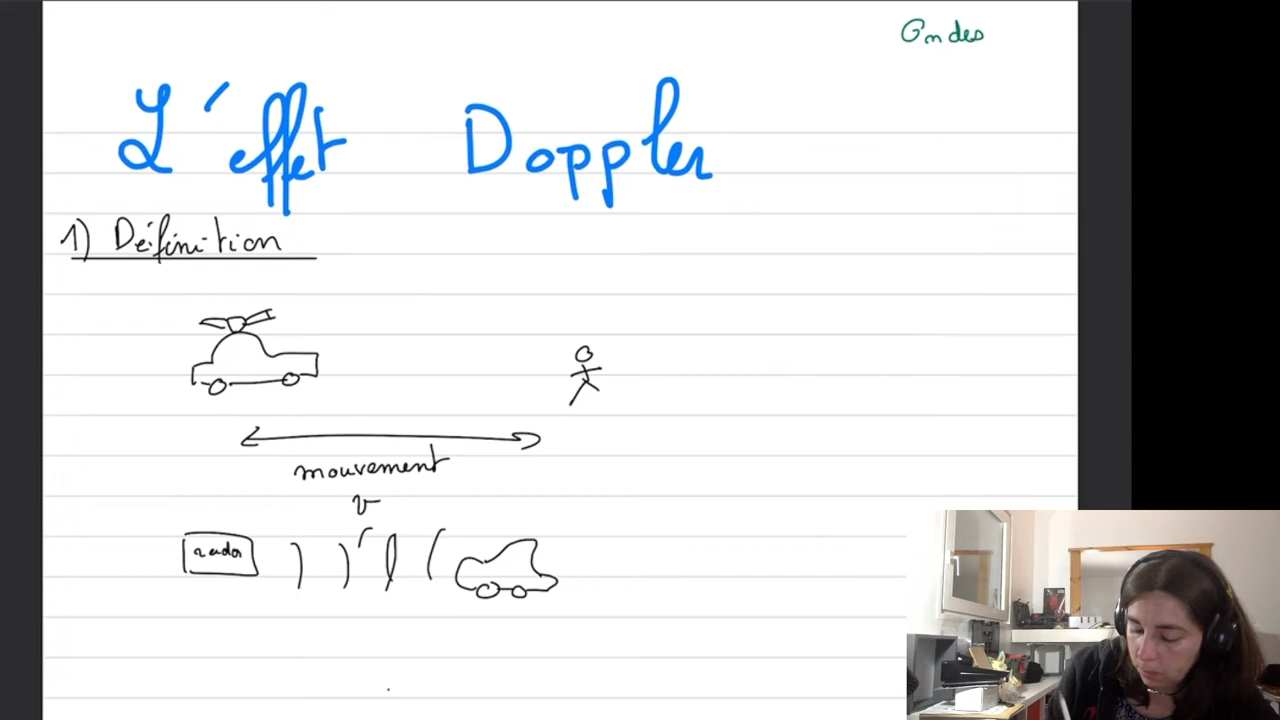 Ondes
L'effet Doppler
1) Définition
mouvement
v
radar